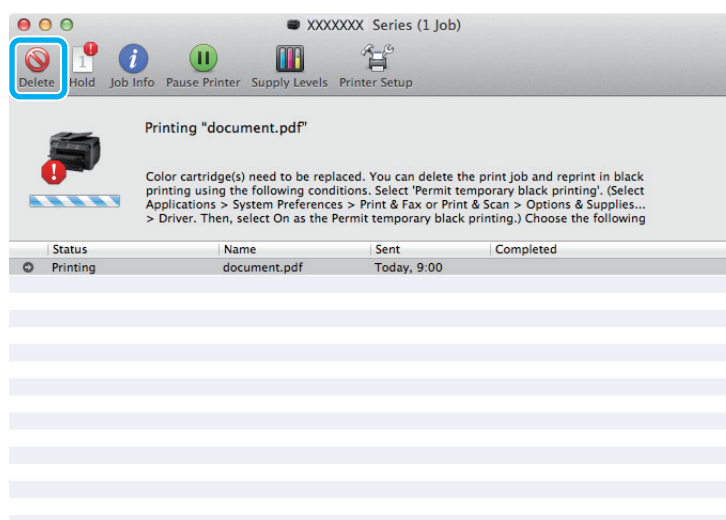 XXXXXXX Series (1 Job)
1
Delete Hold Job Info Pause Printer Supply Levels Printer Setup
Printing "document.pdf"
Color cartridge(s) need to be replaced. You can delete the print job and reprint in black
printing using the following conditions. Select 'Permit temporary black printing'. (Select
Applications > System Preferences > Print & Fax or Print & Scan > Options & Supplies...
> Driver. Then, select On as the Permit temporary black printing.) Choose the following
Status Name Sent Completed
Printing document.pdf Today, 9:00